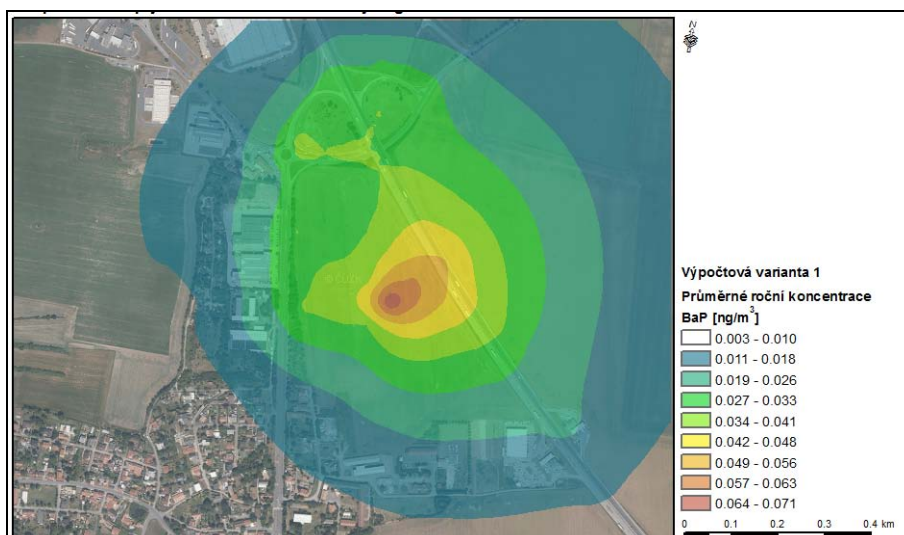 N
Výpočtová varianta 1
Průměrné roční koncentrace
BaP [ng/m³]
0.003 - 0.010
0.011 - 0.018
0.019 - 0.026
0.027 - 0.033
0.034 - 0.041
0.042 - 0.048
0.049 - 0.056
0.057 - 0.063
0.064 - 0.071
0 0.1 0.2 0.3 0.4 km